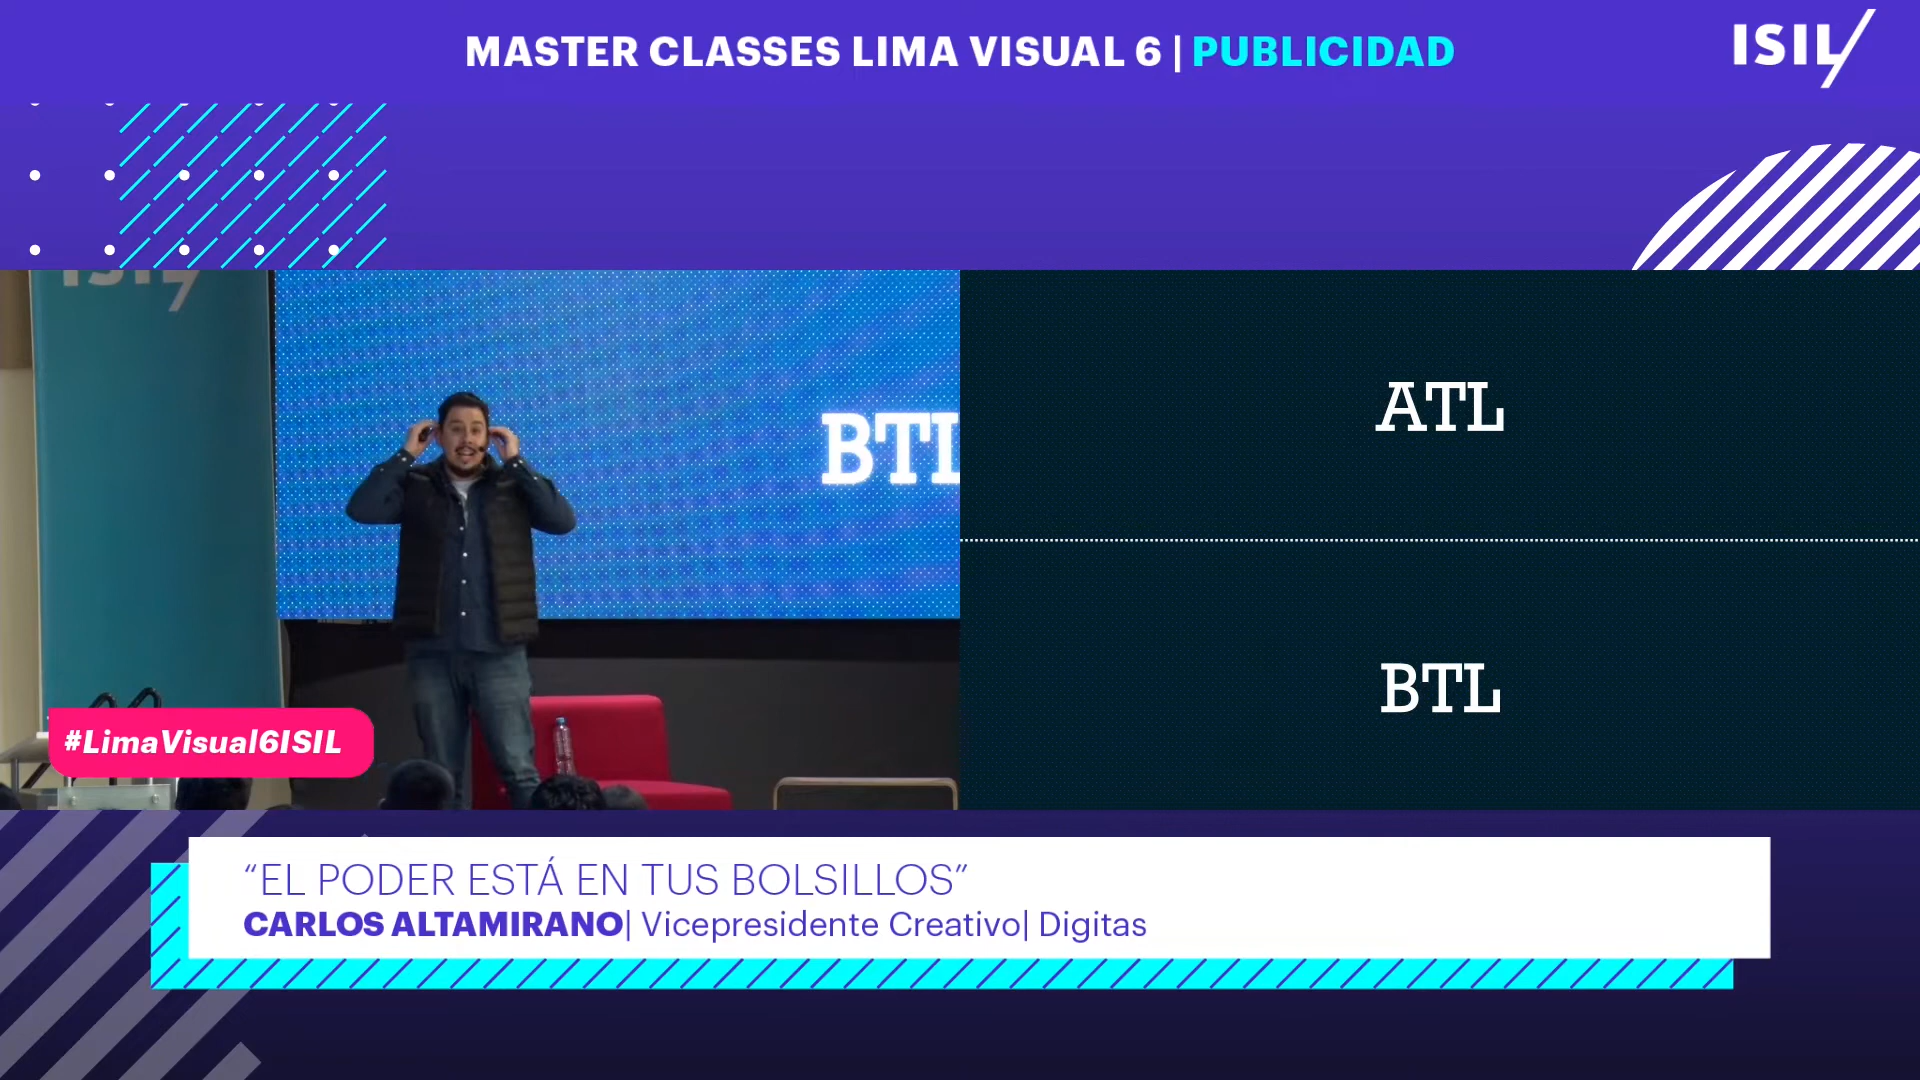 MASTER CLASSES LIMA VISUAL 6 | PUBLICIDAD
ISIL
ISIL
BTL
ATL
BTL
#LimaVisual6ISIL
“EL PODER ESTÁ EN TUS BOLSILLOS”
CARLOS ALTAMIRANO| Vicepresidente Creativo| Digitas